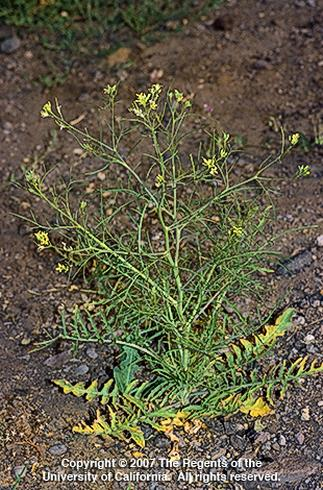 Copyright © 2007 The Regents of the
University of California. All rights reserved.